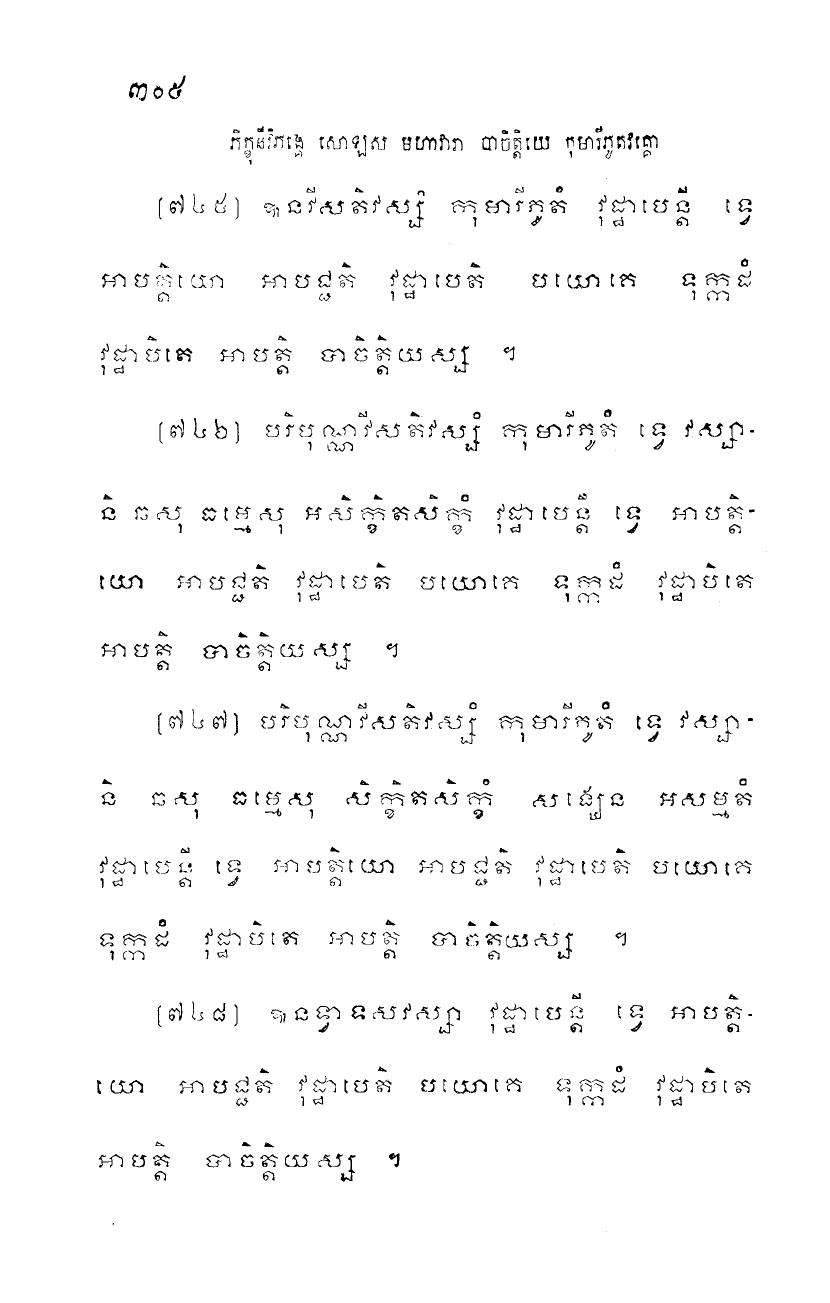 ៣០៥
ភិក្ខុនីវិភង្គេ សោឡស មហាវារា បាចិត្តិយេ កុមារីភូតវគ្គោ
[៧៤៥] ឩនវីសតិវស្សំ កុមារីភូតំ វុដ្ឋាបេន្តី ទ្វេ
អាបត្តិយោ អាបជ្ជតិ វុដ្ឋាបេតិ បយោគេ ទុក្កដំ
វុដ្ឋាបិតេ អាបត្តិ បាចិត្តិយស្ស ។
[៧៤៦] បរិបុណ្ណវីសតិវស្សំ កុមារីភូតំ ទ្វេ វស្សា-
និ ឆសុ ធម្មេសុ អសិក្ខិតសិក្ខំ វុដ្ឋាបេន្តី ទ្វេ អាបត្តិ-
យោ អាបជ្ជតិ វុដ្ឋាបេតិ បយោគេ ទុក្កដំ វុដ្ឋាបិតេ
អាបត្តិ បាចិត្តិយស្ស ។
[៧៤៧] បរិបុណ្ណវីសតិវស្សំ កុមារីភូតំ ទ្វេ វស្សា-
និ ឆសុ ធម្មេសុ សិក្ខិតសិក្ខំ សង្ឃេន អសម្មតំ
វុដ្ឋាបេន្តី ទ្វេ អាបត្តិយោ អាបជ្ជតិ វុដ្ឋាបេតិ បយោគេ
ទុក្កដំ វុដ្ឋាបិតេ អាបត្តិ បាចិត្តិយស្ស ។
[៧៤៨] ឩនទ្វាទសវស្សា វុដ្ឋាបេន្តី ទ្វេ អាបត្តិ-
យោ អាបជ្ជតិ វុដ្ឋាបេតិ បយោគេ ទុក្កដំ វុដ្ឋាបិតេ
អាបត្តិ បាចិត្តិយស្ស ។